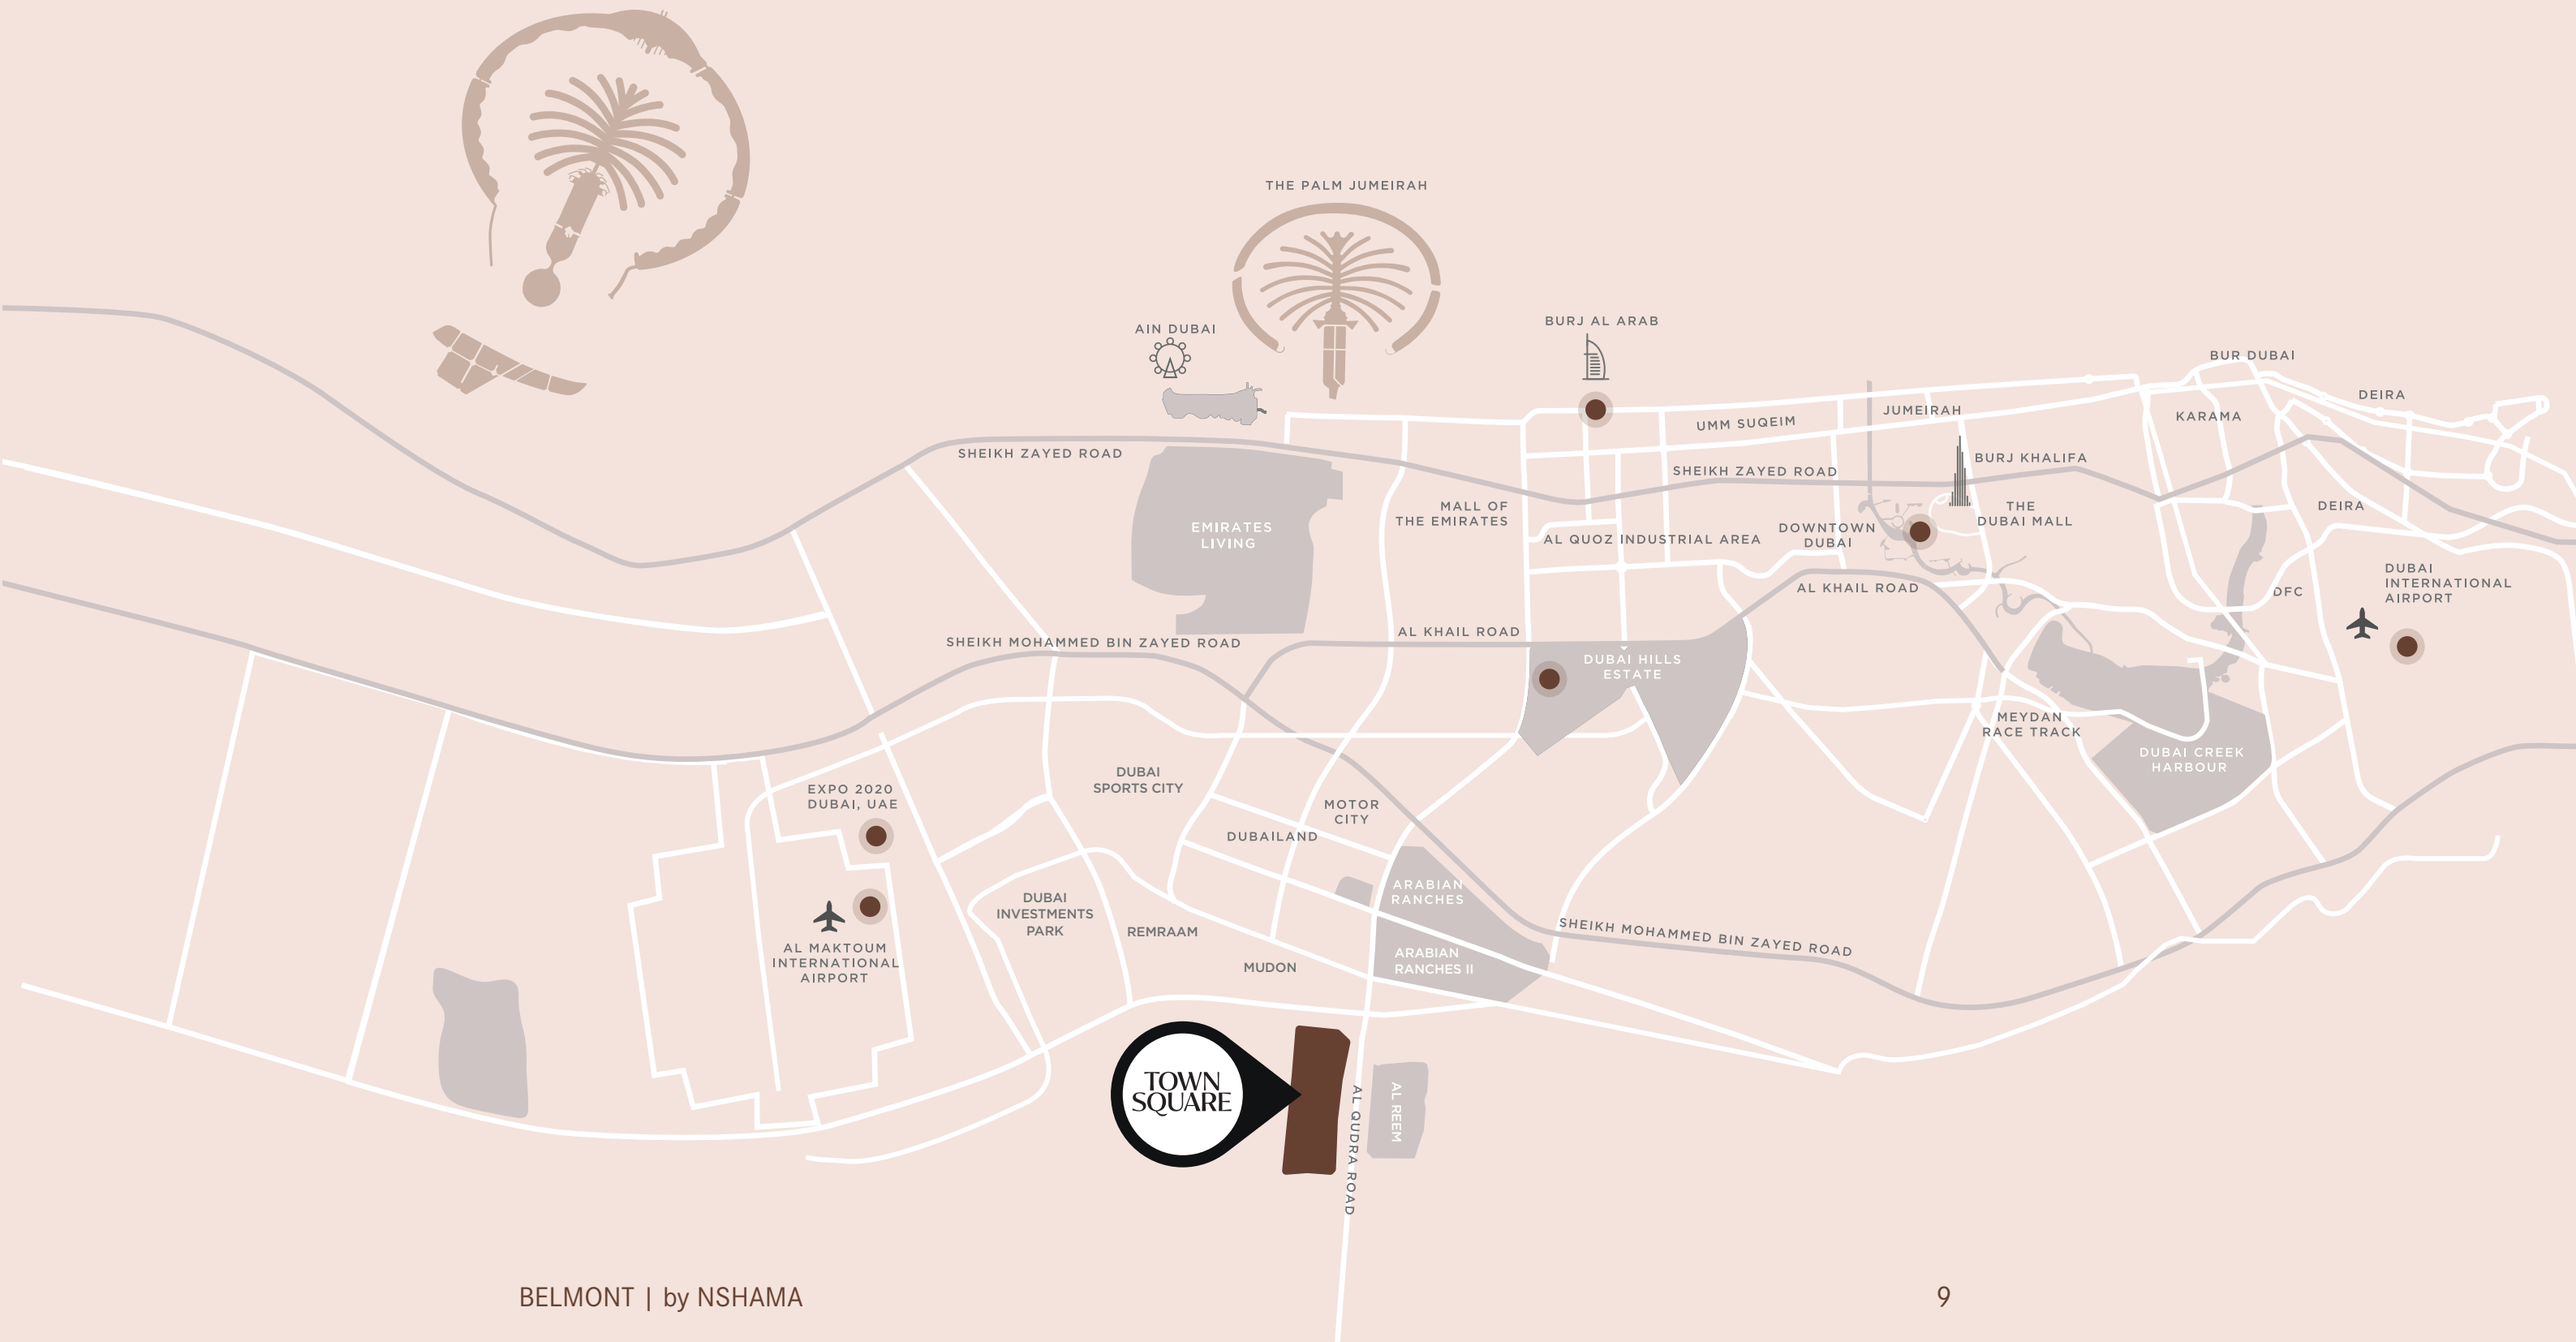 THE PALM JUMEIRAH
AIN DUBAI
BURJ AL ARAB
BUR DUBAI
DEIRA
JUMEIRAH
KARAMA
UMM SUQEIM
SHEIKH ZAYED ROAD
BURJ KHALIFA
SHEIKH ZAYED ROAD
MALL OF
THE EMIRATES
THE
DUBAI MALL
DEIRA
EMIRATES
LIVING
DOWNTOWN
DUBAI
AL QUOZ INDUSTRIAL AREA
DUBAI
INTERNATIONAL
AIRPORT
AL KHAIL ROAD
DFC
AL KHAIL ROAD
SHEIKH MOHAMMED BIN ZAYED ROAD
DUBAI HILLS
ESTATE
MEYDAN
RACE TRACK
DUBAI CREEK
HARBOUR
DUBAI
SPORTS CITY
EXPO 2020
DUBAI, UAE
MOTOR
CITY
DUBAILAND
ARABIAN
RANCHES
DUBAI
INVESTMENTS
PARK
REMRAAM
SHEIKH MOHAMMED BIN ZAYED ROAD
AL MAKTOUM
INTERNATIONAL
AIRPORT
ARABIAN
RANCHES II
MUDON
TOWN
SQUARE
AL QUDRA ROAD
AL REEM
BELMONT | by NSHAMA
9